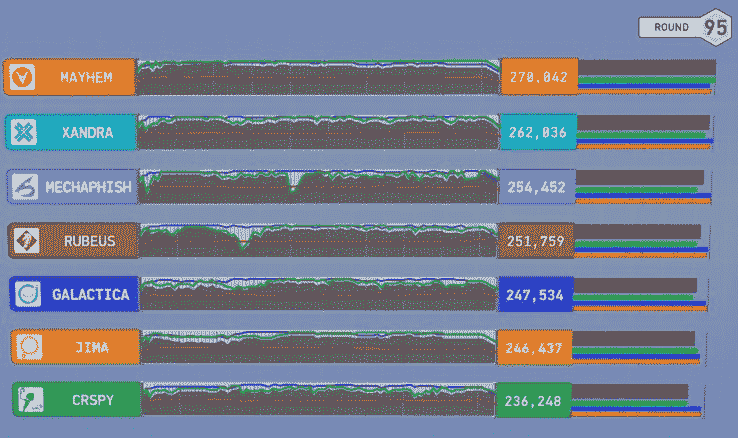 ROUND 95
MAYHEM 270,042
XANDRA 262,036
MECHAPHISH 254,452
RUBEUS 251,759
GALACTICA 247,534
JIMA 246,437
CRSPY 236,248